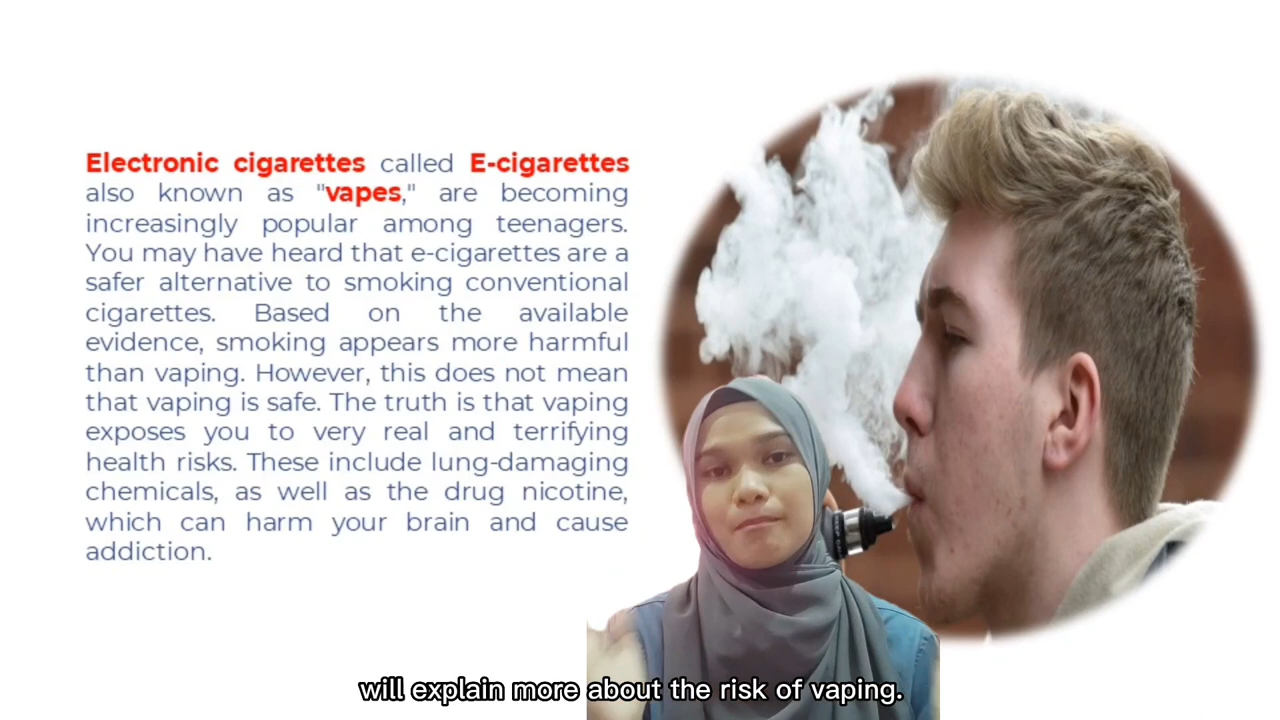 Electronic cigarettes called E-cigarettes
also known as "vapes," are becoming
increasingly popular among teenagers.
You may have heard that e-cigarettes are a
safer alternative to smoking conventional
cigarettes. Based on the available
evidence, smoking appears more harmful
than vaping. However, this does not mean
that vaping is safe. The truth is that vaping
exposes you to very real and terrifying
health risks. These include lung-damaging
chemicals, as well as the drug nicotine,
which can harm your brain and cause
addiction.
will explain more about the risk of vaping.